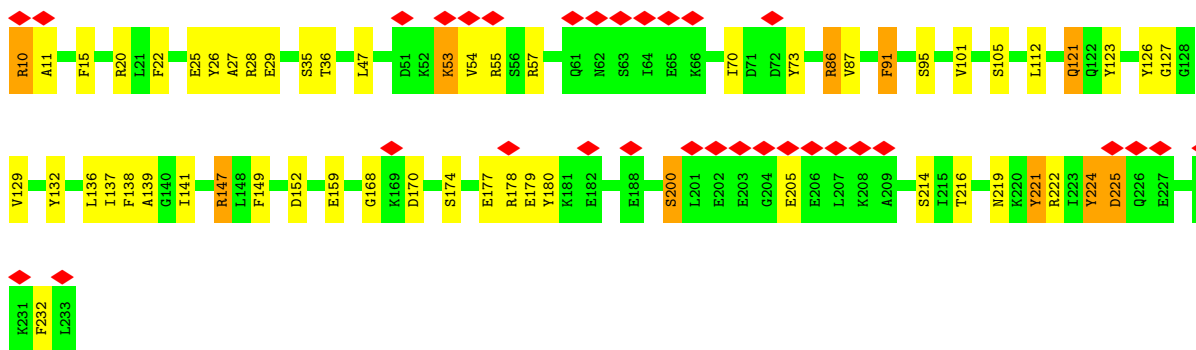 R10 A11 F15 R20 L21 F22 E25 Y26 A27 R28 E29 S35 T36 L47 D51 K52 K53 V54 R55 S56 R57 Q61 N62 S63 I64 E65 K66 I70 D71 D72 Y73 R86 V87 F91 S95 V101 S105 L112 Q121 Q122 Y123 Y126 G127 G128
V129 Y132 L136 I137 F138 A139 G140 I141 R147 L148 F149 D152 E159 G168 K169 D170 S174 E177 R178 E179 Y180 K181 E182 E188 S200 L201 E202 E203 G204 E205 E206 L207 K208 A209 S214 I215 T216 N219 K220 Y221 R222 I223 Y224 D225 Q226 E227
K231 F232 L233